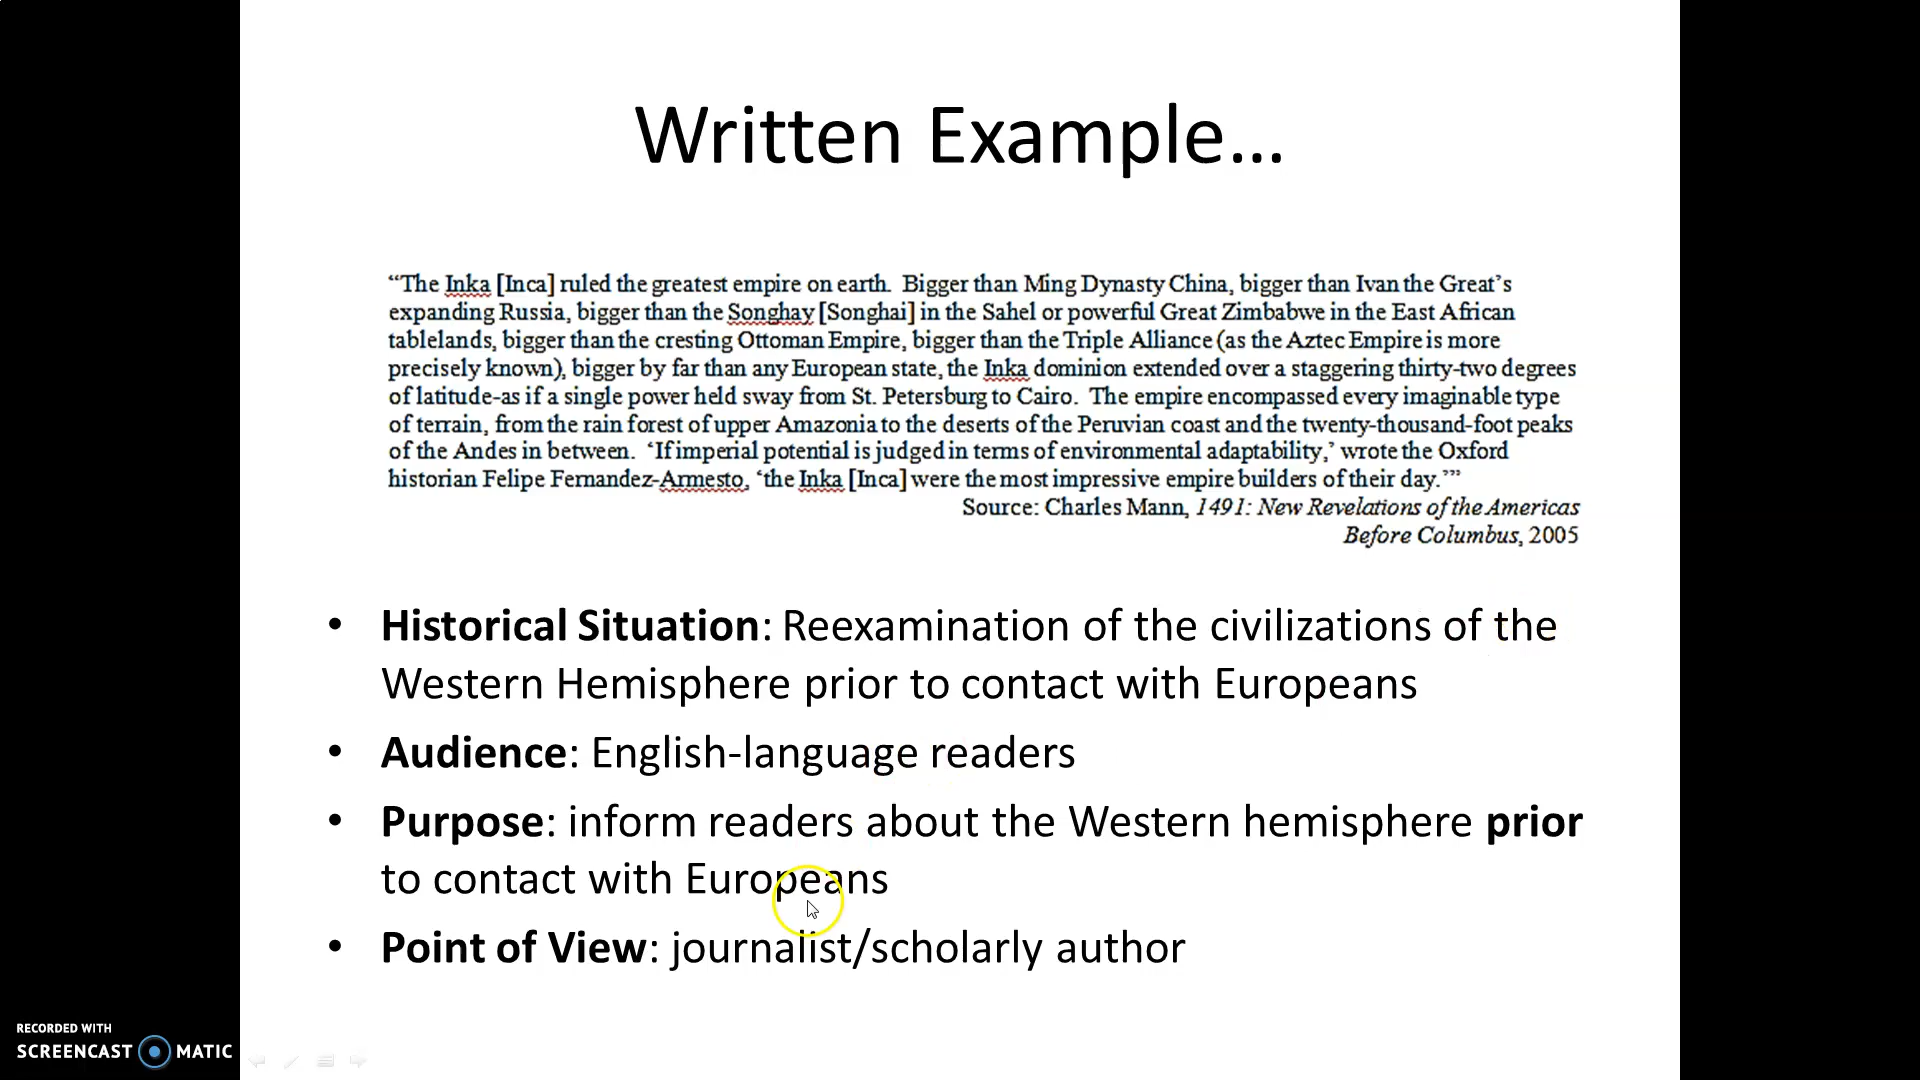 Written Example...
“The Inka [Inca] ruled the greatest empire on earth.  Bigger than Ming Dynasty China, bigger than Ivan the Great’s
expanding Russia, bigger than the Songhay [Songhai] in the Sahel or powerful Great Zimbabwe in the East African
tablelands, bigger than the cresting Ottoman Empire, bigger than the Triple Alliance (as the Aztec Empire is more
precisely known), bigger by far than any European state, the Inka dominion extended over a staggering thirty-two degrees
of latitude-as if a single power held sway from St. Petersburg to Cairo.  The empire encompassed every imaginable type
of terrain, from the rain forest of upper Amazonia to the deserts of the Peruvian coast and the twenty-thousand-foot peaks
of the Andes in between.  ‘If imperial potential is judged in terms of environmental adaptability,’ wrote the Oxford
historian Felipe Fernandez-Armesto, ‘the Inka [Inca] were the most impressive empire builders of their day.’”
Source: Charles Mann, 1491: New Revelations of the Americas
Before Columbus, 2005
• Historical Situation: Reexamination of the civilizations of the
Western Hemisphere prior to contact with Europeans
• Audience: English-language readers
• Purpose: inform readers about the Western hemisphere prior
to contact with Europeans
• Point of View: journalist/scholarly author
RECORDED WITH
SCREENCAST MATIC